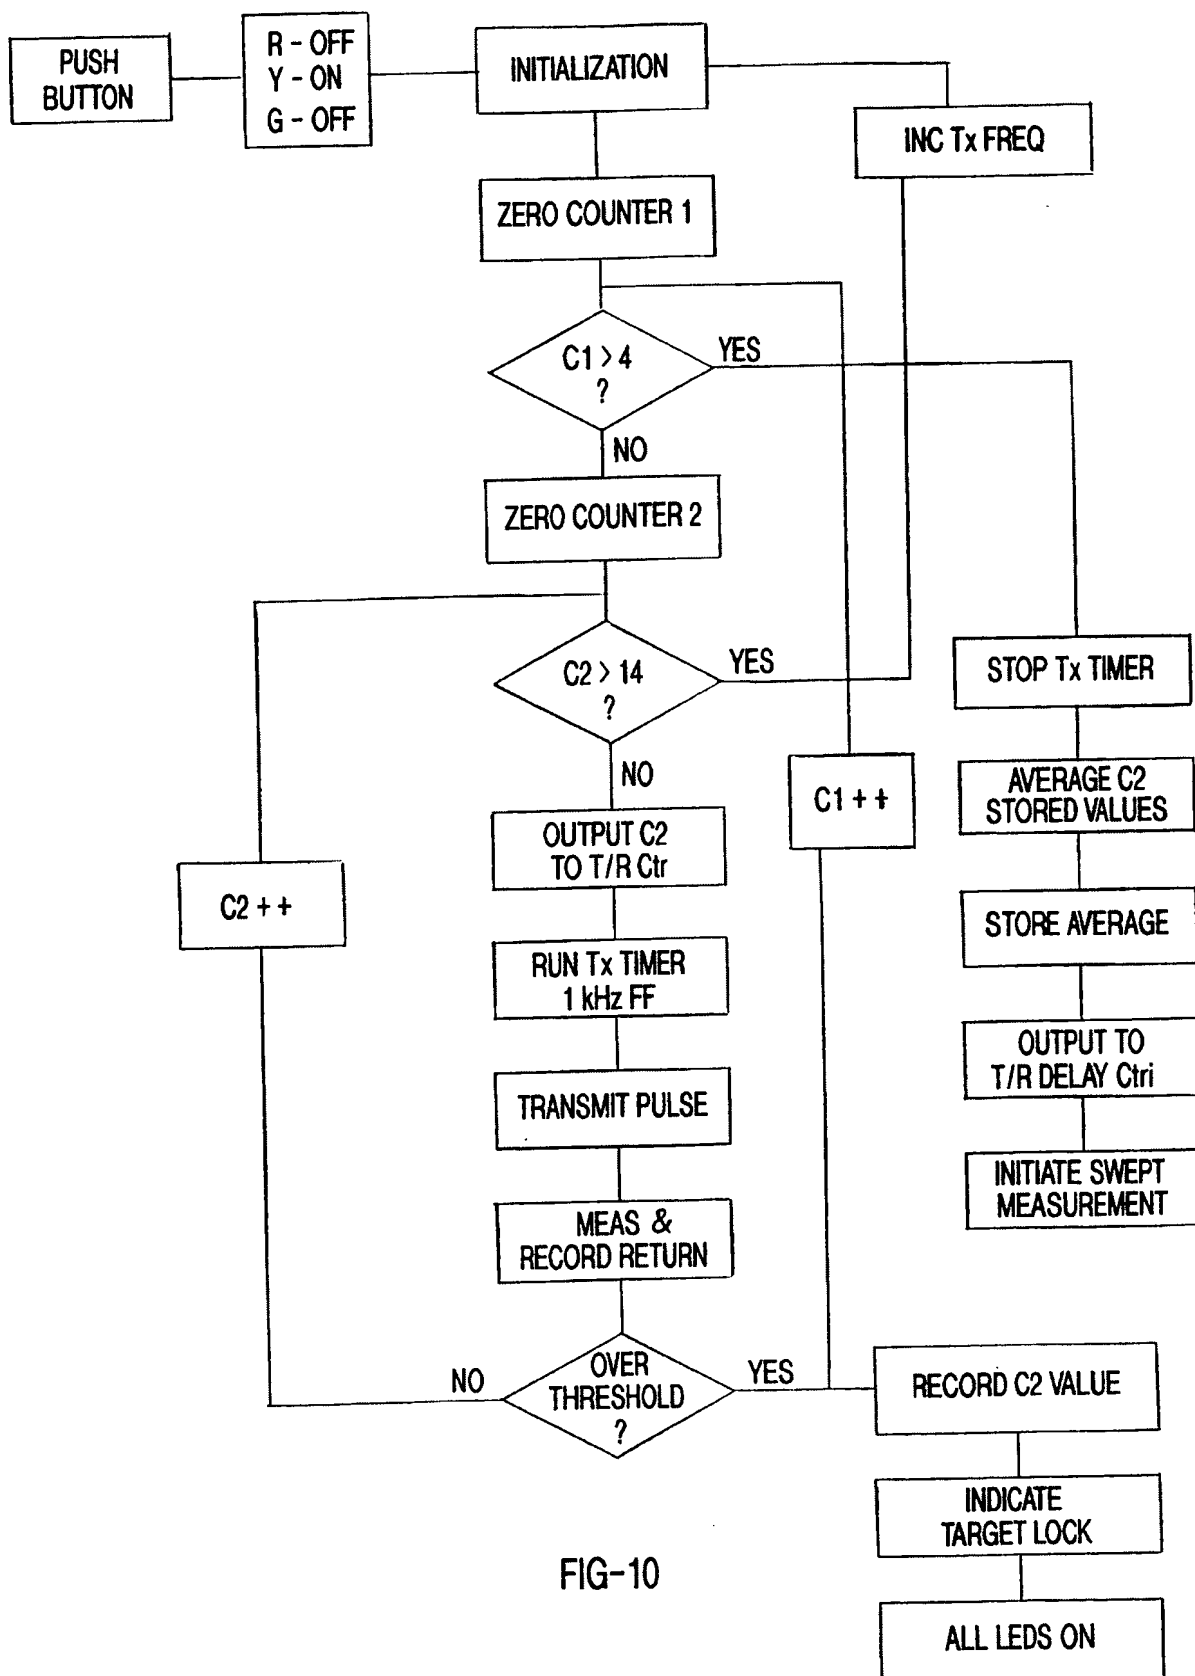 PUSH
BUTTON
R - OFF
Y - ON
G - OFF
INITIALIZATION
INC Tx FREQ
ZERO COUNTER 1
C1 > 4
?
YES
NO
ZERO COUNTER 2
C2 > 14
?
YES
NO
STOP Tx TIMER
AVERAGE C2
STORED VALUES
C1 + +
OUTPUT C2
TO T/R Ctr
C2 + +
STORE AVERAGE
RUN Tx TIMER
1 kHz FF
OUTPUT TO
T/R DELAY Ctrl
TRANSMIT PULSE
INITIATE SWEPT
MEASUREMENT
MEAS &
RECORD RETURN
OVER
THRESHOLD
?
NO
YES
RECORD C2 VALUE
INDICATE
TARGET LOCK
ALL LEDS ON
FIG-10